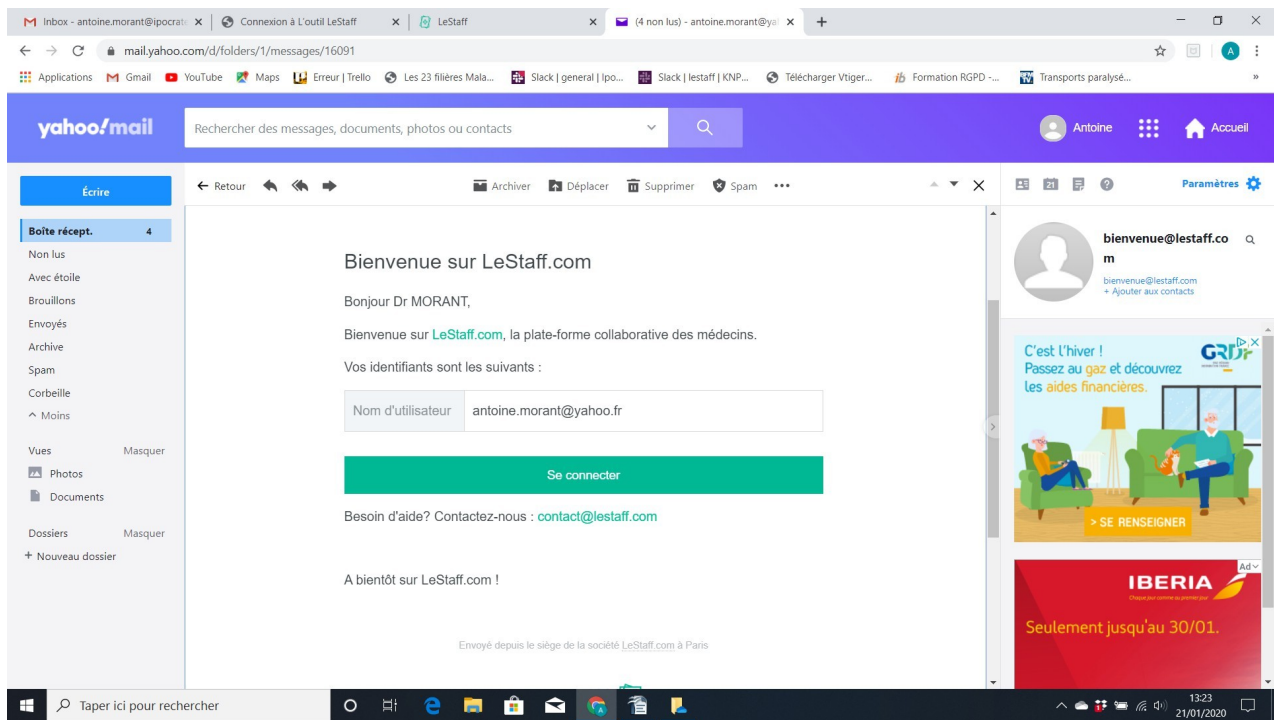 Inbox - antoine.morant@ipocrate
Connexion à L'outil LeStaff
LeStaff
(4 non lus) - antoine.morant@ya
mail.yahoo.com/d/folders/1/messages/16091
A
Applications
Gmail
YouTube
Maps
Erreur | Trello
Les 23 filières Mala...
Slack | general | Ipo...
Slack | lestaff | KNP...
Télécharger Vtiger...
Formation RGPD -...
Transports paralysé...
»
yahoo!mail
Rechercher des messages, documents, photos ou contacts
Antoine
Accueil
Écrire
Retour
Archiver
Déplacer
Supprimer
Spam
21
Paramètres
Boîte récept. 4
Non lus
Avec étoile
Brouillons
Envoyés
Archive
Spam
Corbeille
Moins
Vues Masquer
Photos
Documents
Dossiers Masquer
+ Nouveau dossier
Bienvenue sur LeStaff.com
Bonjour Dr MORANT,
Bienvenue sur LeStaff.com, la plate-forme collaborative des médecins.
Vos identifiants sont les suivants :
Nom d'utilisateur antoine.morant@yahoo.fr
Se connecter
Besoin d'aide? Contactez-nous : contact@lestaff.com
A bientôt sur LeStaff.com !
Envoyé depuis le siège de la société LeStaff.com à Paris
bienvenue@lestaff.co
m
bienvenue@lestaff.com
+ Ajouter aux contacts
C'est l'hiver !
Passez au gaz et découvrez
les aides financières.
GRDF
> SE RENSEIGNER
Ad
IBERIA
Seulement jusqu'au 30/01.
Taper ici pour rechercher
13:23
21/01/2020